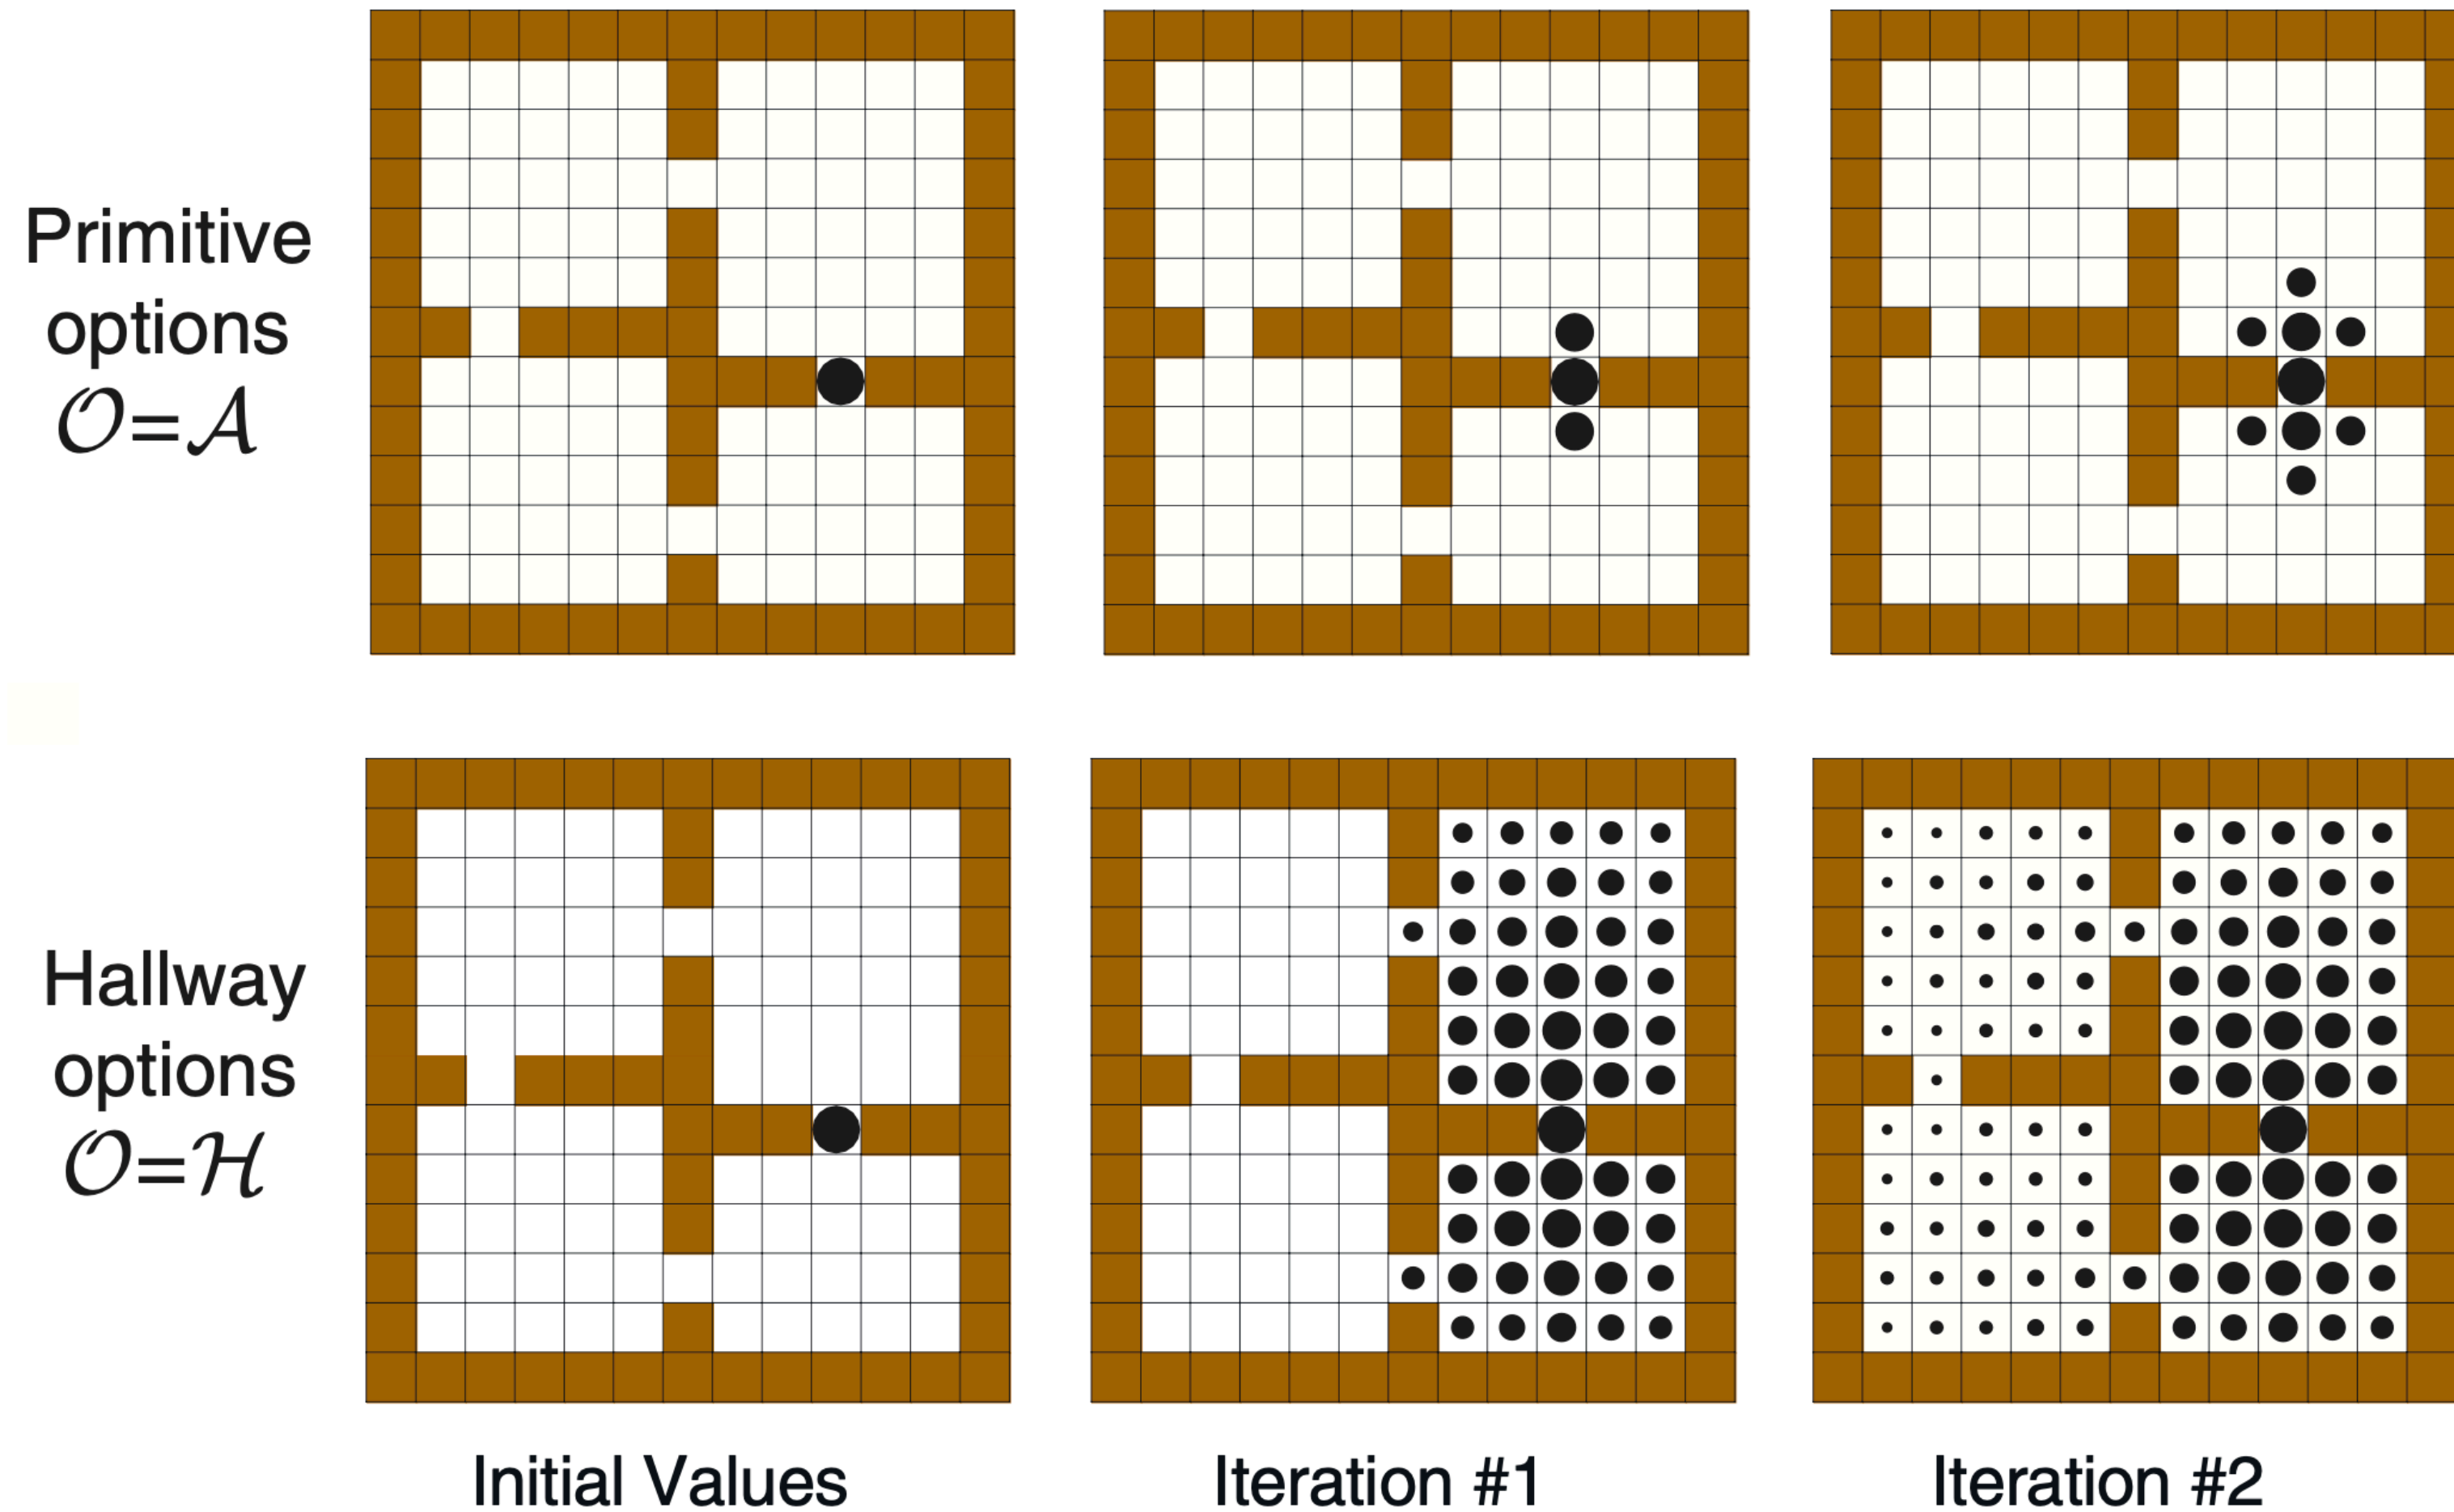 Primitive
options
𝒪=𝒜
Hallway
options
𝒪=ℋ
Initial Values
Iteration #1
Iteration #2